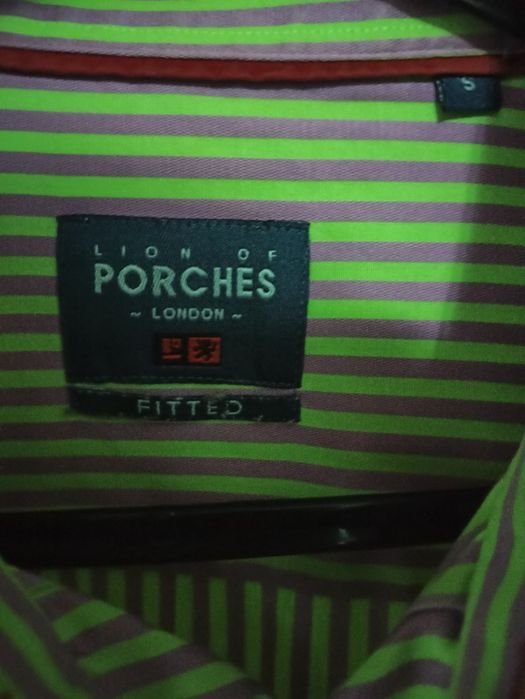 S
LION OF
PORCHES
~ LONDON ~
FITTED